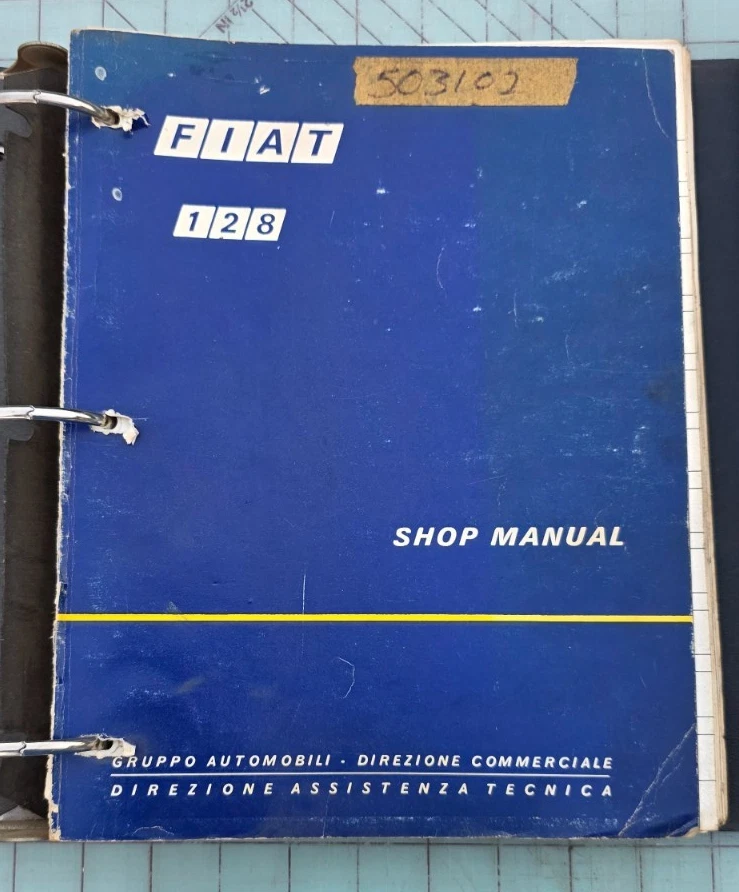 503102
FIAT
128
SHOP MANUAL
GRUPPO AUTOMOBILI - DIREZIONE COMMERCIALE
DIREZIONE ASSISTENZA TECNICA